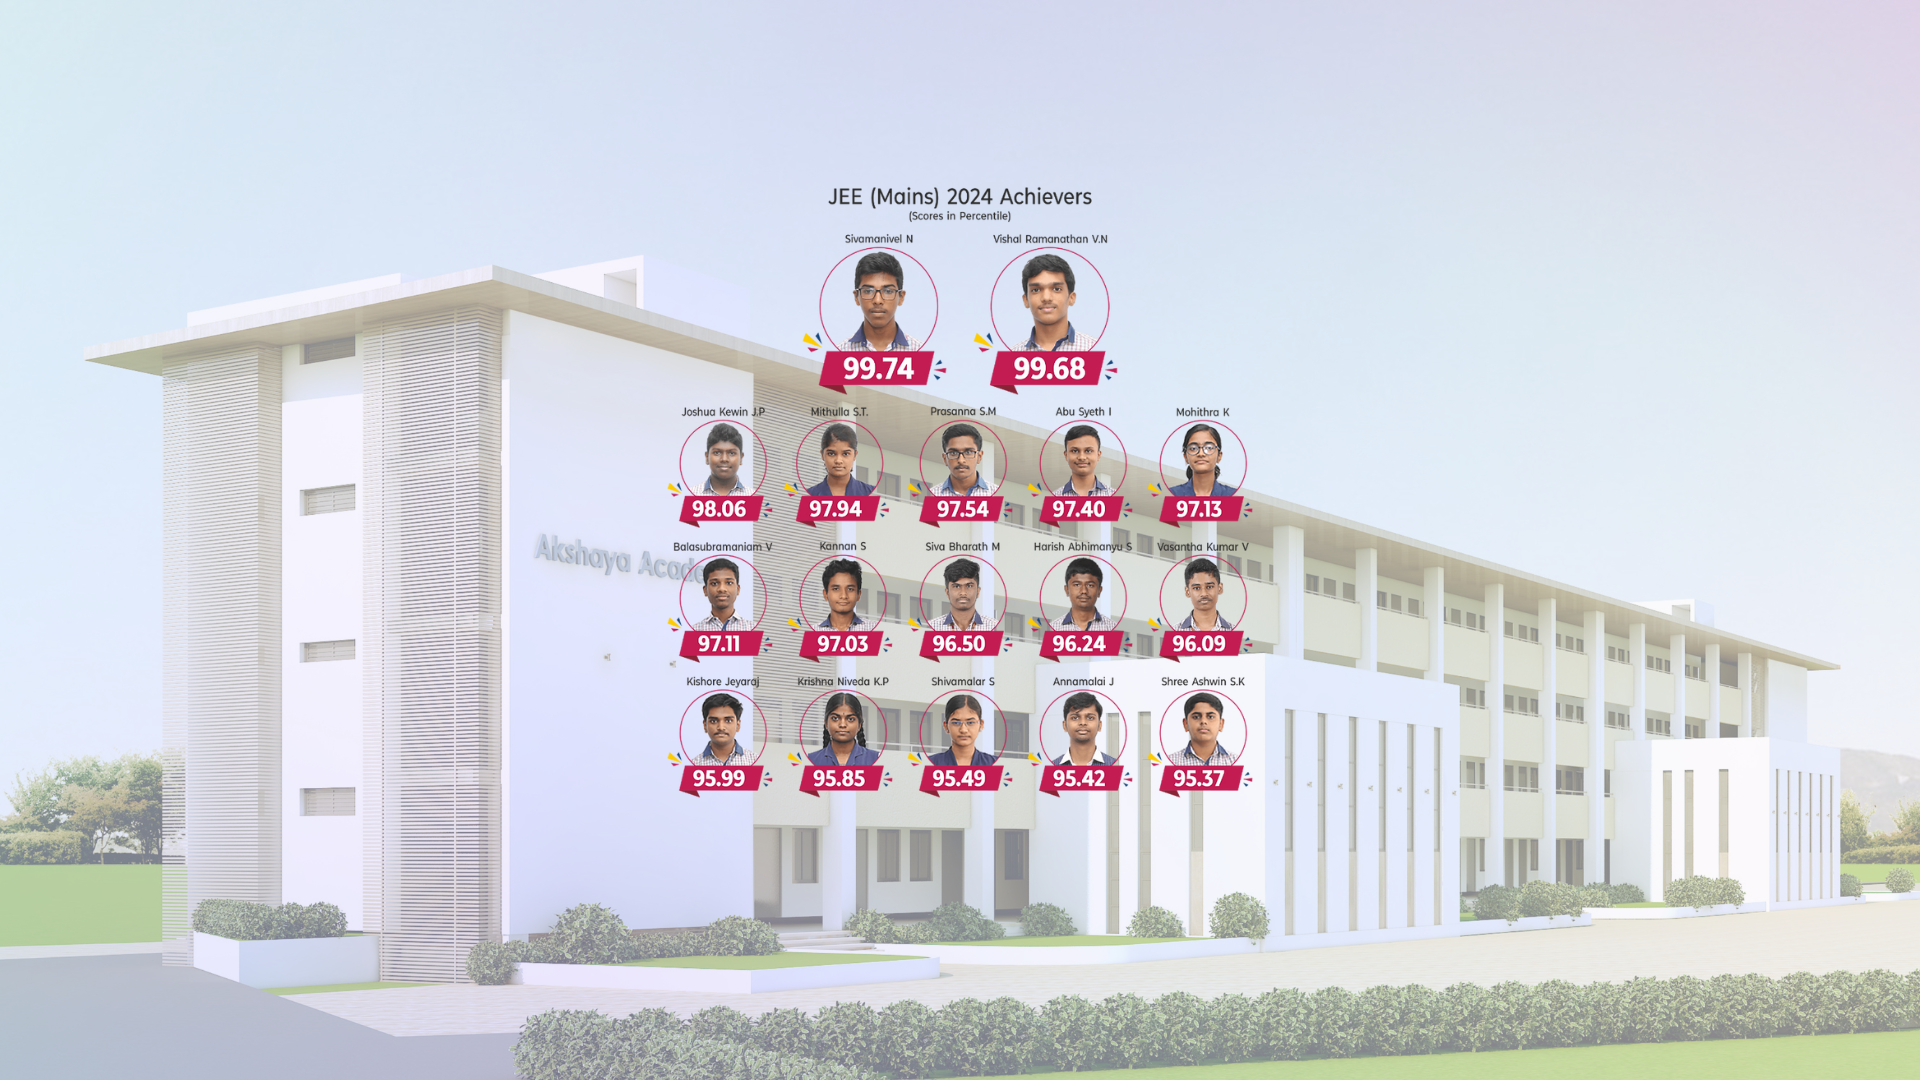 JEE (Mains) 2024 Achievers
(Scores in Percentile)
Sivamanivel N
Vishal Ramanathan V.N
99.74
99.68
Joshua Kewin J.P
Mithulla S.T.
Prasanna S.M
Abu Syeth I
Mohithra K
98.06
97.94
97.54
97.40
97.13
Akshaya Acade
Balasubramaniam V
Kannan S
Siva Bharath M
Harish Abhimanyu S
Vasantha Kumar V
97.11
97.03
96.50
96.24
96.09
Kishore Jeyaraj
Krishna Niveda K.P
Shivamalar S
Annamalai J
Shree Ashwin S.K
95.99
95.85
95.49
95.42
95.37